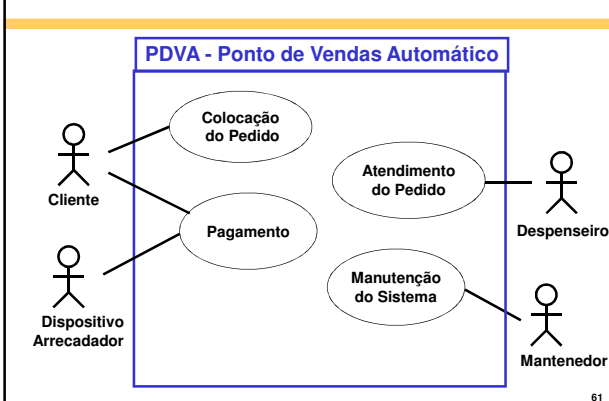 PDVA - Ponto de Vendas Automático
Colocação
do Pedido
Cliente
Pagamento
Dispositivo
Arrecadador
Atendimento
do Pedido
Despenseiro
Manutenção
do Sistema
Mantenedor
61